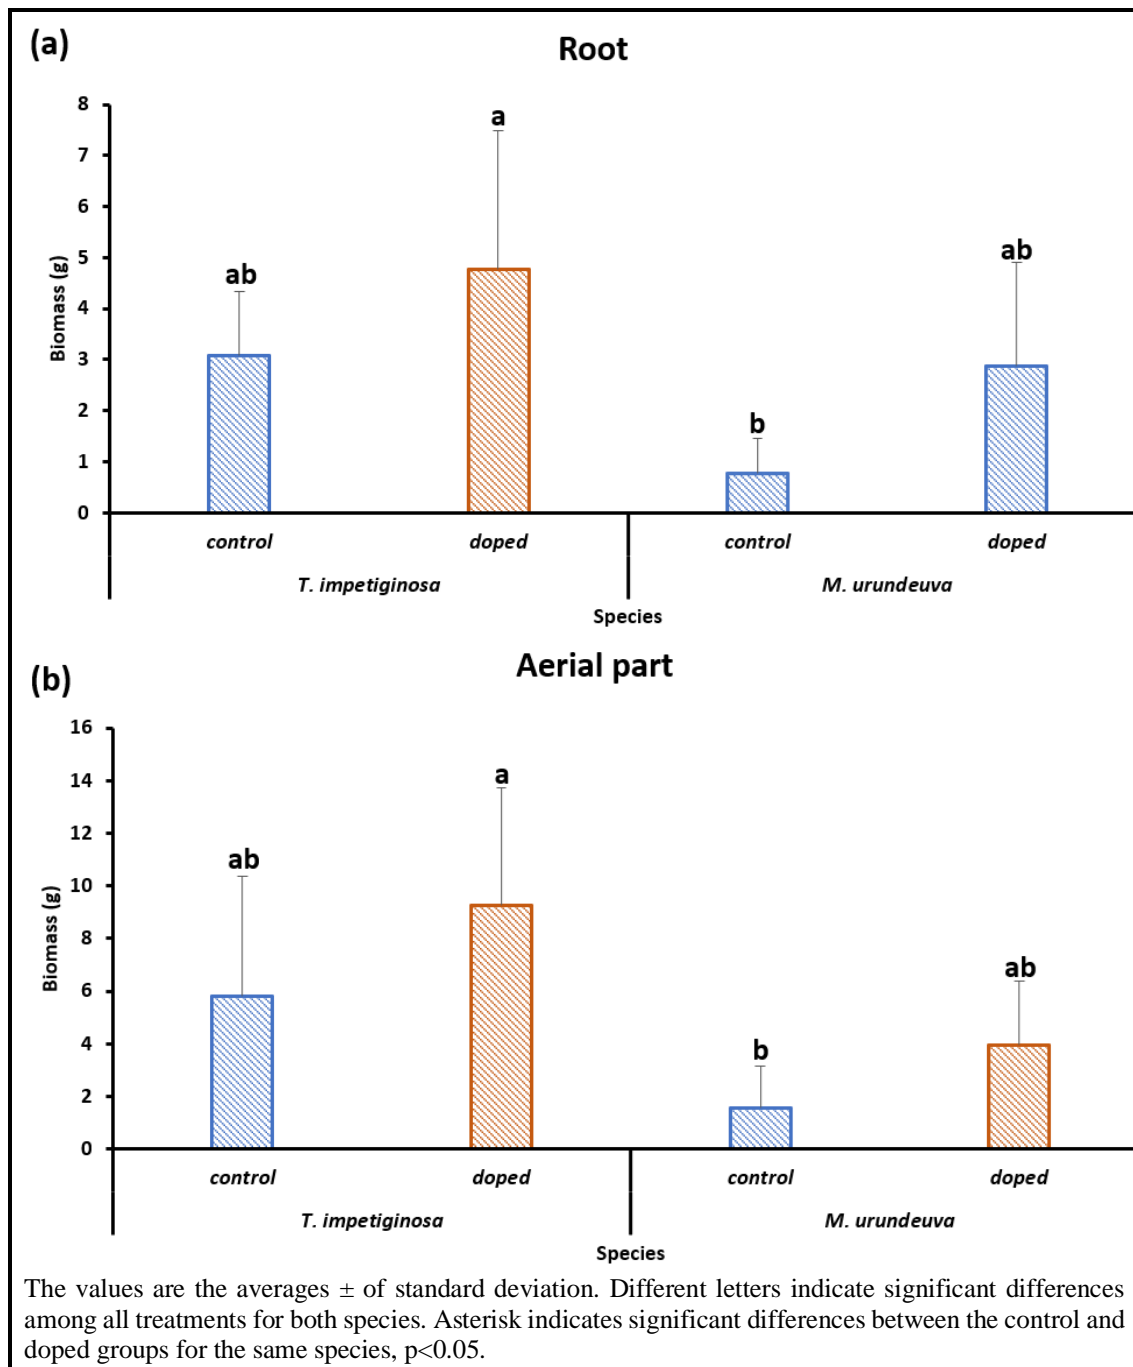 (a)
Root
8
a
7
6
5
ab
ab
4
Biomass (g)
3
2
b
1
0
control doped control doped
T. impetiginosa M. urundeuva
Species
(b)
Aerial part
16
14
a
12
ab
10
Biomass (g)
8
ab
6
4
b
2
0
control doped control doped
T. impetiginosa M. urundeuva
Species
The values are the averages ± of standard deviation. Different letters indicate significant differences
among all treatments for both species. Asterisk indicates significant differences between the control and
doped groups for the same species, p<0.05.